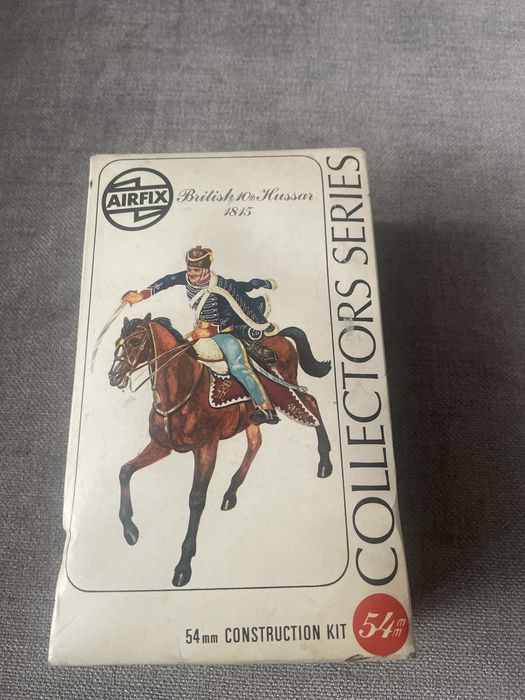 AIRFIX
British 10th Hussar
1815
COLLECTORS SERIES
54mm CONSTRUCTION KIT
54mm